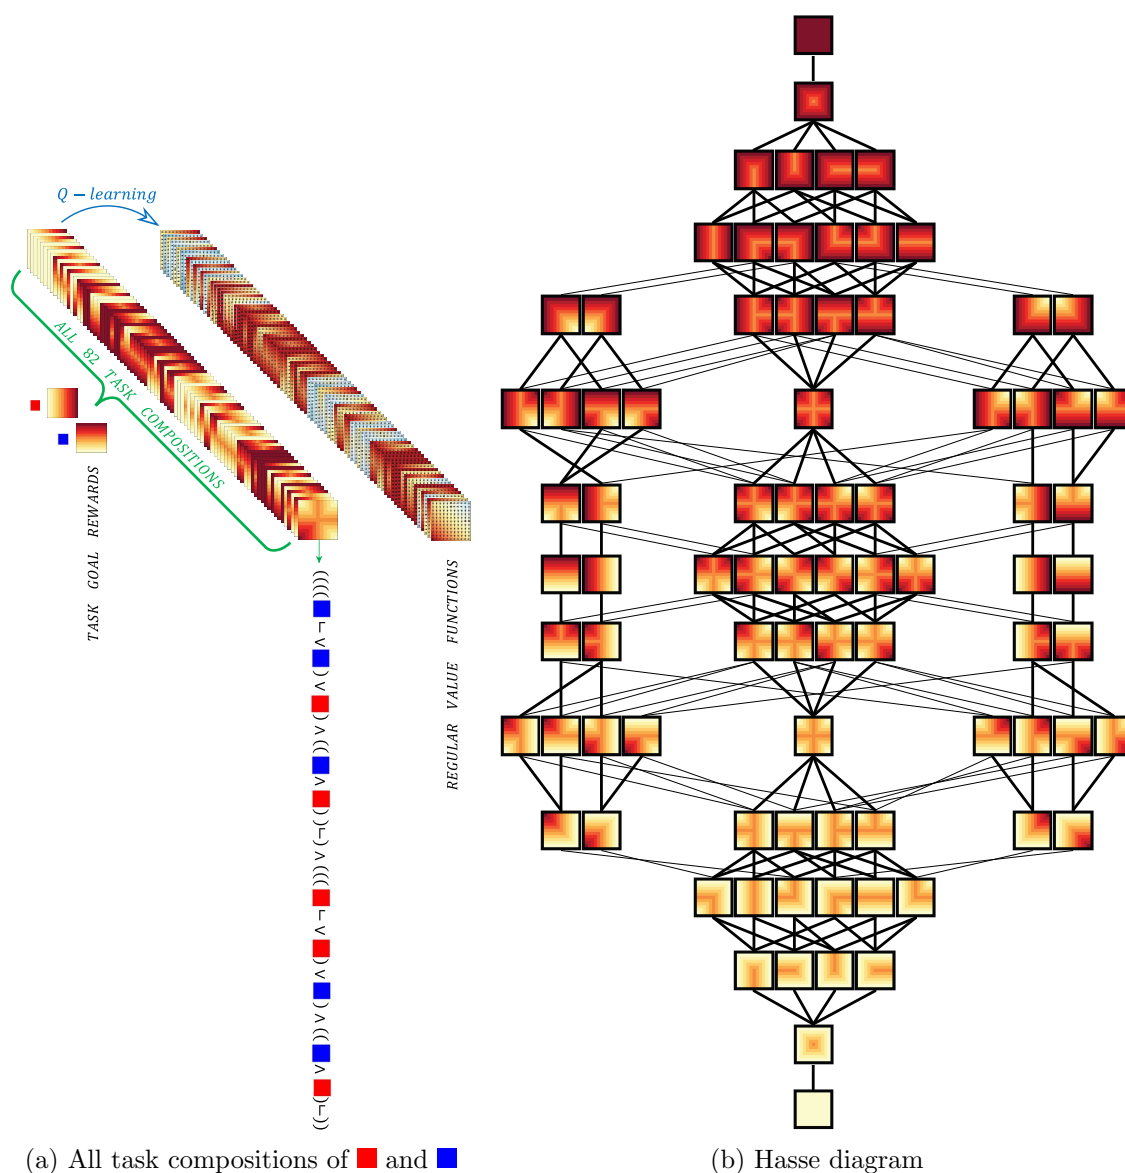 Q – learning
ALL 82 TASK COMPOSITIONS
TASK GOAL REWARDS
REGULAR VALUE FUNCTIONS
(a) All task compositions of 🟥 and 🟦
(b) Hasse diagram